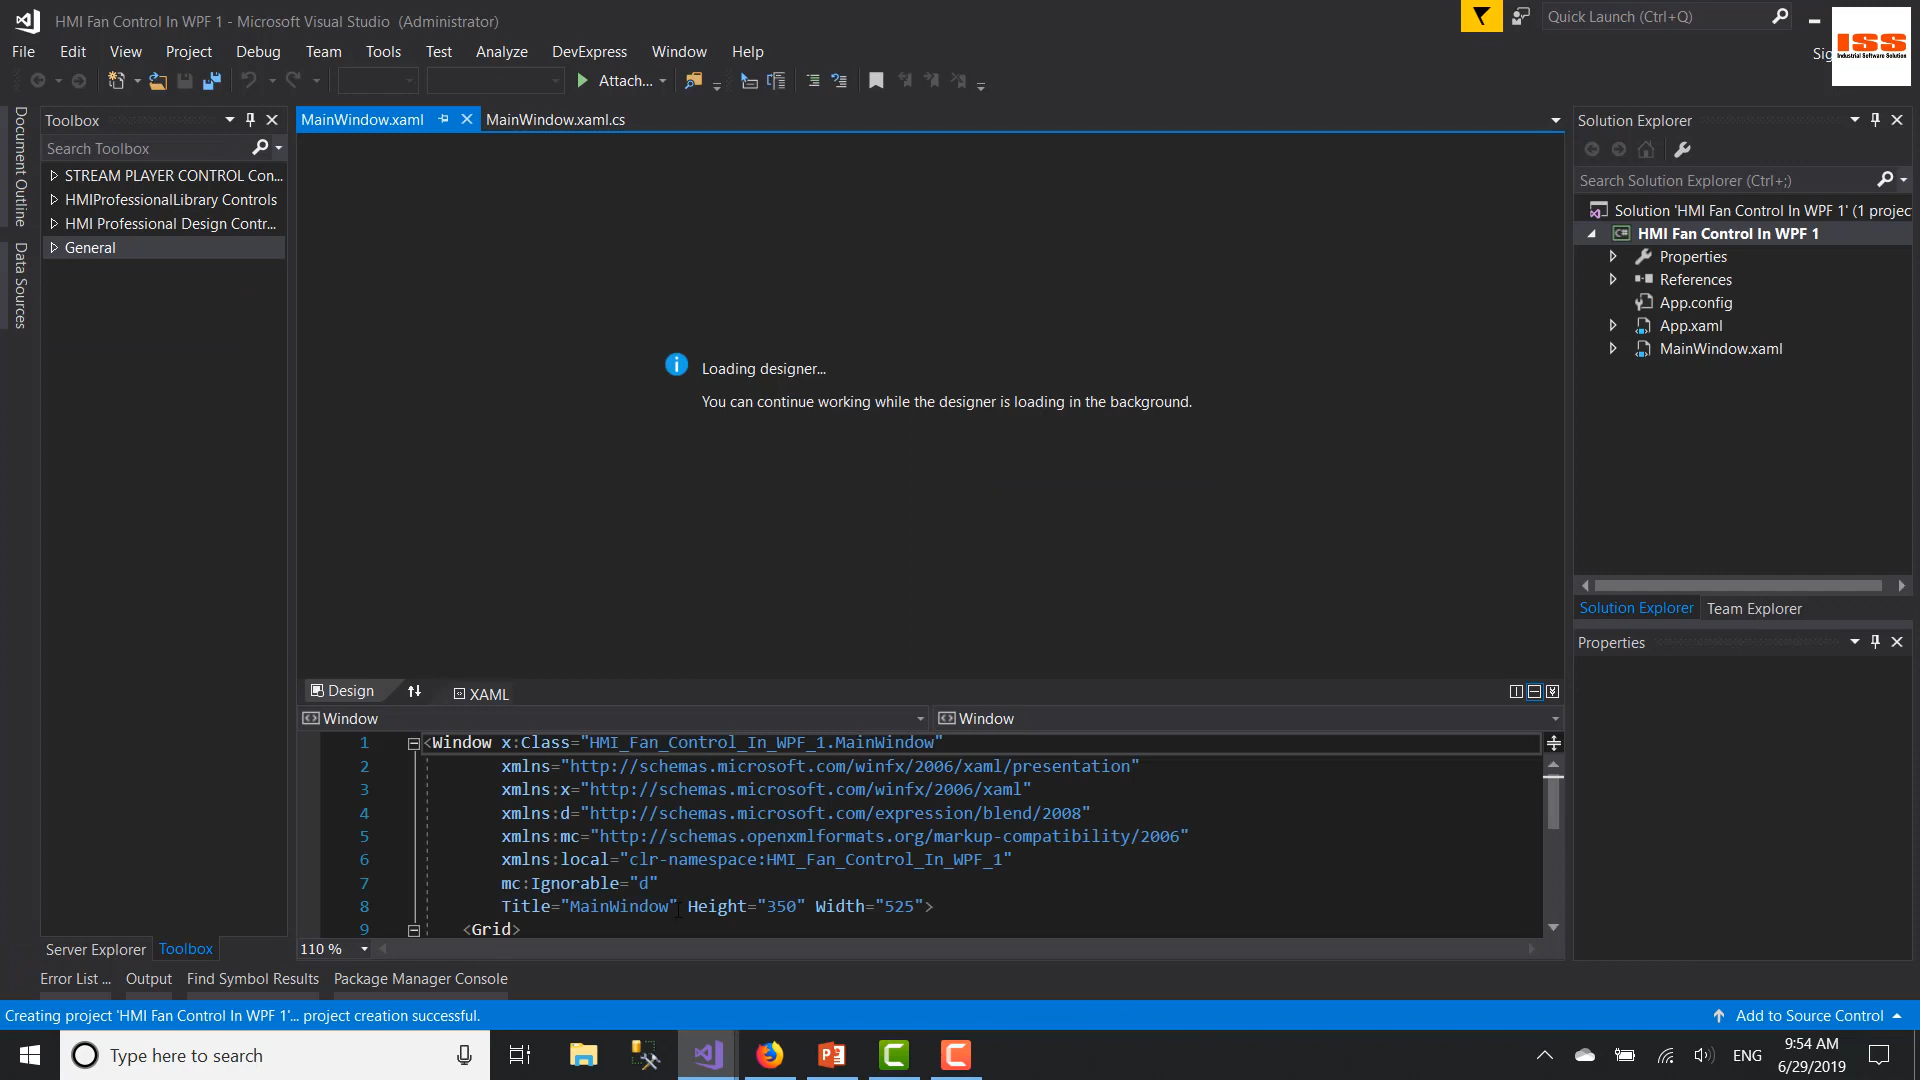 HMI Fan Control In WPF 1 - Microsoft Visual Studio (Administrator)
Quick Launch (Ctrl+Q)
File Edit View Project Debug Team Tools Test Analyze DevExpress Window Help
Sig
ISS
Industrial Software Solution
Attach...
Document Outline
Data Sources
Toolbox
Search Toolbox
STREAM PLAYER CONTROL Con...
HMIProfessionalLibrary Controls
HMI Professional Design Contr...
General
MainWindow.xaml
MainWindow.xaml.cs
Loading designer...
You can continue working while the designer is loading in the background.
Solution Explorer
Search Solution Explorer (Ctrl+;)
Solution 'HMI Fan Control In WPF 1' (1 projec
C# HMI Fan Control In WPF 1
Properties
References
App.config
App.xaml
MainWindow.xaml
Solution Explorer Team Explorer
Properties
Design
XAML
Window
Window
1 <Window x:Class="HMI_Fan_Control_In_WPF_1.MainWindow"
2 xmlns="http://schemas.microsoft.com/winfx/2006/xaml/presentation"
3 xmlns:x="http://schemas.microsoft.com/winfx/2006/xaml"
4 xmlns:d="http://schemas.microsoft.com/expression/blend/2008"
5 xmlns:mc="http://schemas.openxmlformats.org/markup-compatibility/2006"
6 xmlns:local="clr-namespace:HMI_Fan_Control_In_WPF_1"
7 mc:Ignorable="d"
8 Title="MainWindow" Height="350" Width="525">
9 <Grid>
110 %
Server Explorer Toolbox
Error List ... Output Find Symbol Results Package Manager Console
Creating project 'HMI Fan Control In WPF 1'... project creation successful.
Add to Source Control
Type here to search
ENG
9:54 AM
6/29/2019